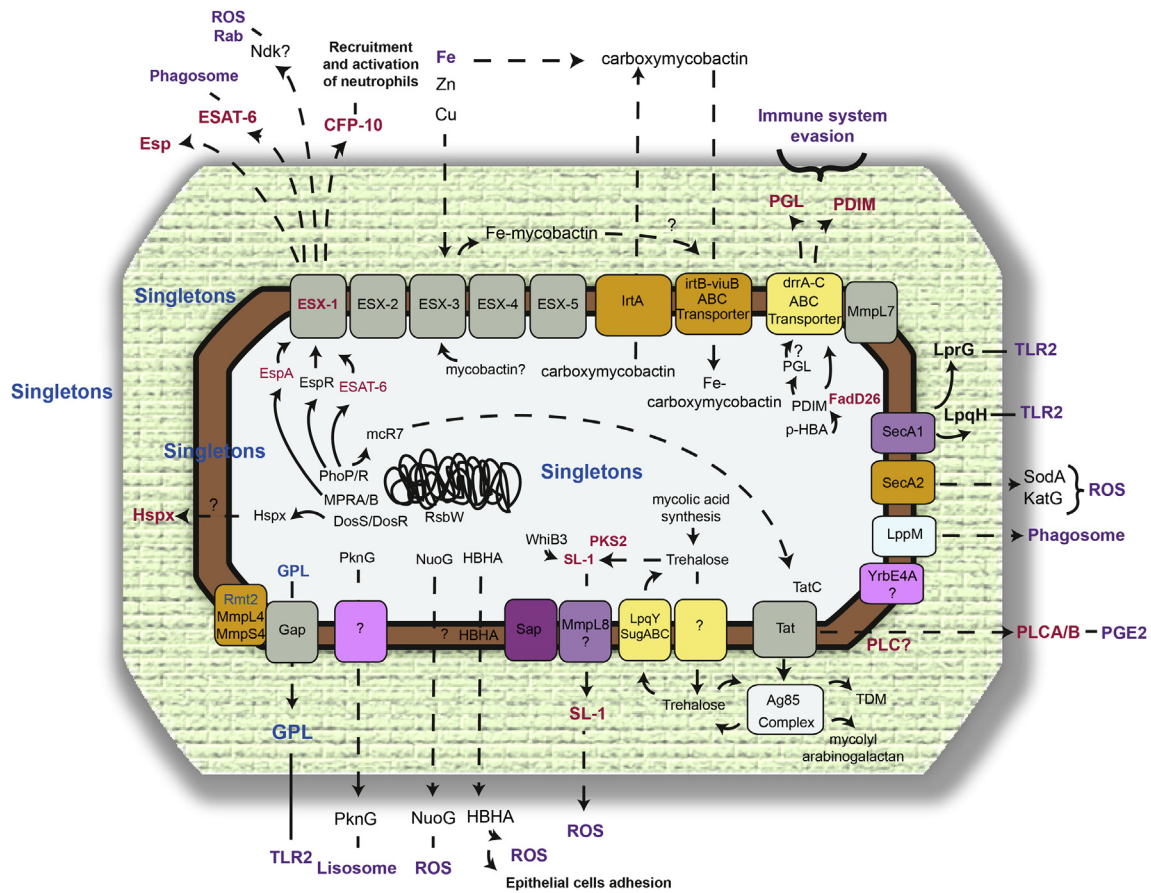 ROS
Rab
Ndk?
Phagosome
ESAT-6
Esp
Recruitment
and activation
of neutrophils
CFP-10
Fe
Zn
Cu
carboxymycobactin
Immune system
evasion
PGL
PDIM
Fe-mycobactin
?
Singletons
ESX-1
ESX-2
ESX-3
ESX-4
ESX-5
IrtA
irtB-viuB
ABC
Transporter
drrA-C
ABC
Transporter
MmpL7
Singletons
EspA
EspR
ESAT-6
mycobactin?
carboxymycobactin
Fe-
carboxymycobactin
?
PGL
PDIM
p-HBA
FadD26
LprG
TLR2
LpqH
TLR2
SecA1
Singletons
mcR7
PhoP/R
MPRA/B
DosS/DosR
RsbW
Singletons
SecA2
SodA
KatG
ROS
Hspx
?
Hspx
mycolic acid
synthesis
WhiB3
PKS2
SL-1
Trehalose
LppM
Phagosome
GPL
PknG
NuoG
HBHA
TatC
YrbE4A
?
Rmt2
MmpL4
MmpS4
Gap
?
?
HBHA
Sap
MmpL8
?
LpqY
SugABC
?
Tat
PLC?
PLCA/B
PGE2
GPL
SL-1
Trehalose
Ag85
Complex
TDM
mycolyl
arabinogalactan
PknG
NuoG
HBHA
ROS
TLR2
Lisosome
ROS
ROS
Epithelial cells adhesion